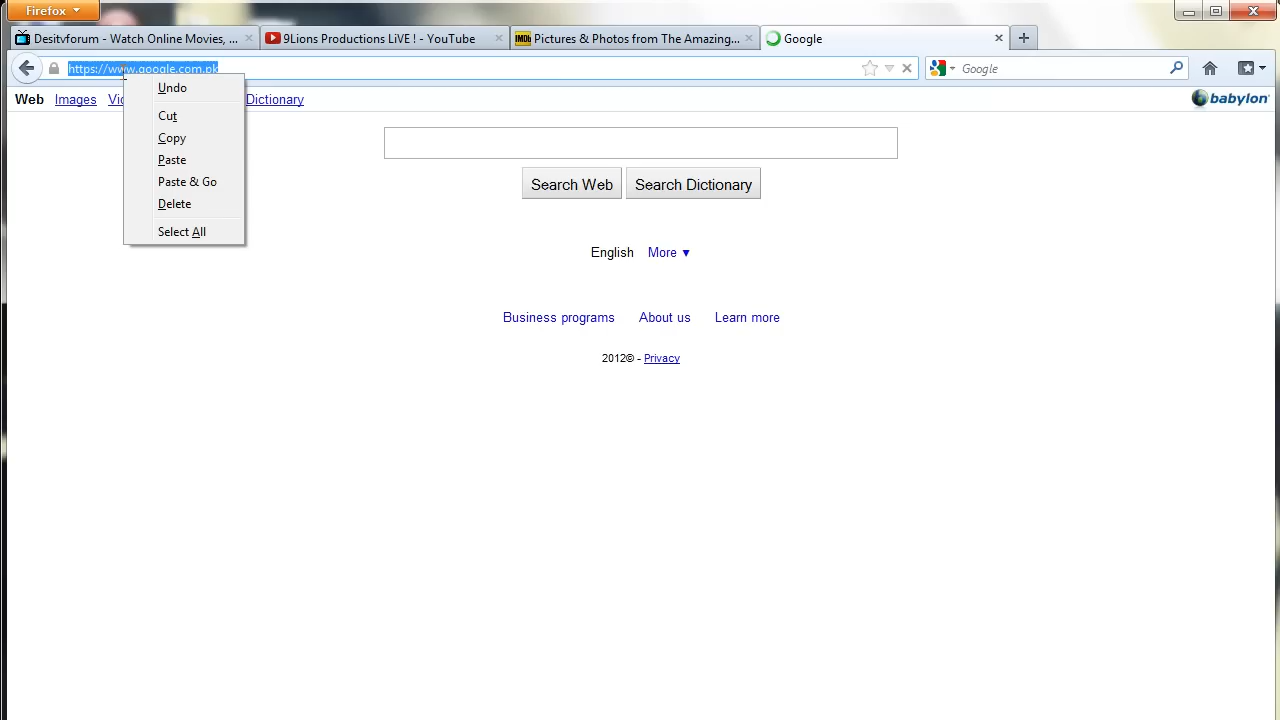 Firefox
Desitvforum - Watch Online Movies, ...
9Lions Productions LiVE ! - YouTube
IMDb
Pictures & Photos from The Amazing...
Google
https://www.google.com.pk
Google
Web Images Dictionary
babylon
Undo
Cut
Copy
Paste
Paste & Go
Delete
Select All
Search Web Search Dictionary
English More ▼
Business programs About us Learn more
2012© - Privacy